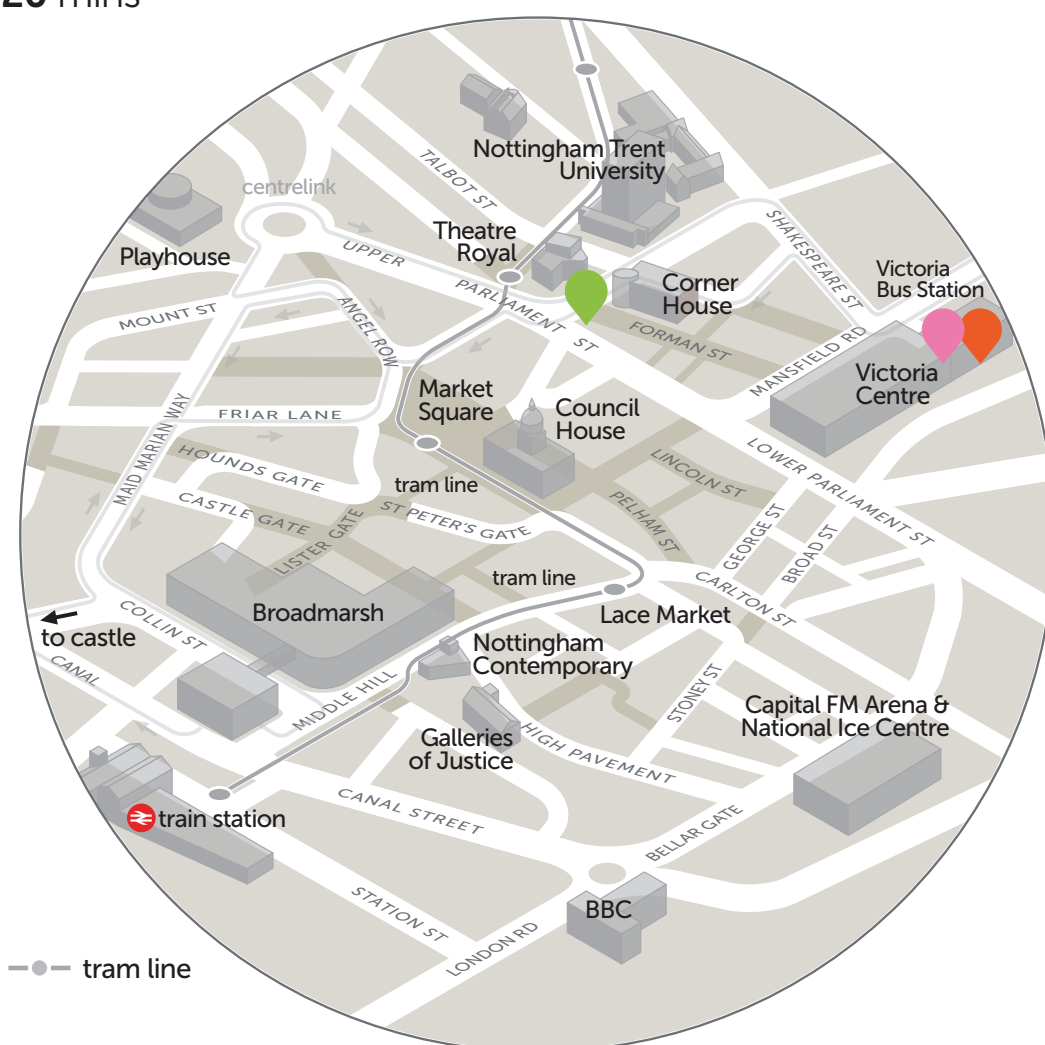 centrelink
Nottingham Trent
University
TALBOT ST
Theatre
Royal
Playhouse
UPPER
PARLIAMENT ST
SHAKESPEARE ST
Corner
House
Victoria
Bus Station
MOUNT ST
ANGEL ROW
FORMAN ST
MANSFIELD RD
Victoria
Centre
Market
Square
Council
House
FRIAR LANE
MAID MARIAN WAY
HOUNDS GATE
tram line
LINCOLN ST
LOWER PARLIAMENT ST
CASTLE GATE
LISTER GATE
ST PETER'S GATE
PELHAM ST
GEORGE ST
BROAD ST
tram line
CARLTON ST
Broadmarsh
Lace Market
COLLIN ST
to castle
CANAL
Nottingham
Contemporary
MIDDLE HILL
STONEY ST
Capital FM Arena &
National Ice Centre
Galleries
of Justice
HIGH PAVEMENT
train station
CANAL STREET
BELLAR GATE
STATION ST
BBC
LONDON RD
tram line